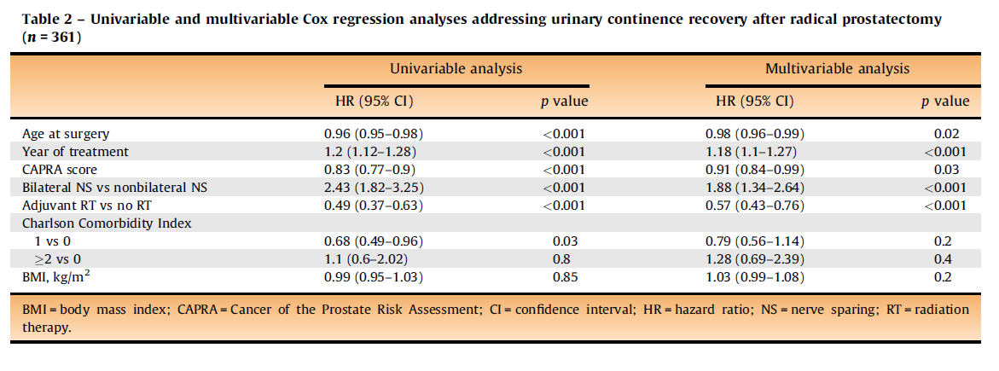 Table 2 – Univariable and multivariable Cox regression analyses addressing urinary continence recovery after radical prostatectomy
(n = 361)
Univariable analysis Multivariable analysis
HR (95% CI) p value HR (95% CI) p value
Age at surgery 0.96 (0.95–0.98) <0.001 0.98 (0.96–0.99) 0.02
Year of treatment 1.2 (1.12–1.28) <0.001 1.18 (1.1–1.27) <0.001
CAPRA score 0.83 (0.77–0.9) <0.001 0.91 (0.84–0.99) 0.03
Bilateral NS vs nonbilateral NS 2.43 (1.82–3.25) <0.001 1.88 (1.34–2.64) <0.001
Adjuvant RT vs no RT 0.49 (0.37–0.63) <0.001 0.57 (0.43–0.76) <0.001
Charlson Comorbidity Index
1 vs 0 0.68 (0.49–0.96) 0.03 0.79 (0.56–1.14) 0.2
≥2 vs 0 1.1 (0.6–2.02) 0.8 1.28 (0.69–2.39) 0.4
BMI, kg/m² 0.99 (0.95–1.03) 0.85 1.03 (0.99–1.08) 0.2
BMI = body mass index; CAPRA = Cancer of the Prostate Risk Assessment; CI = confidence interval; HR = hazard ratio; NS = nerve sparing; RT = radiation
therapy.